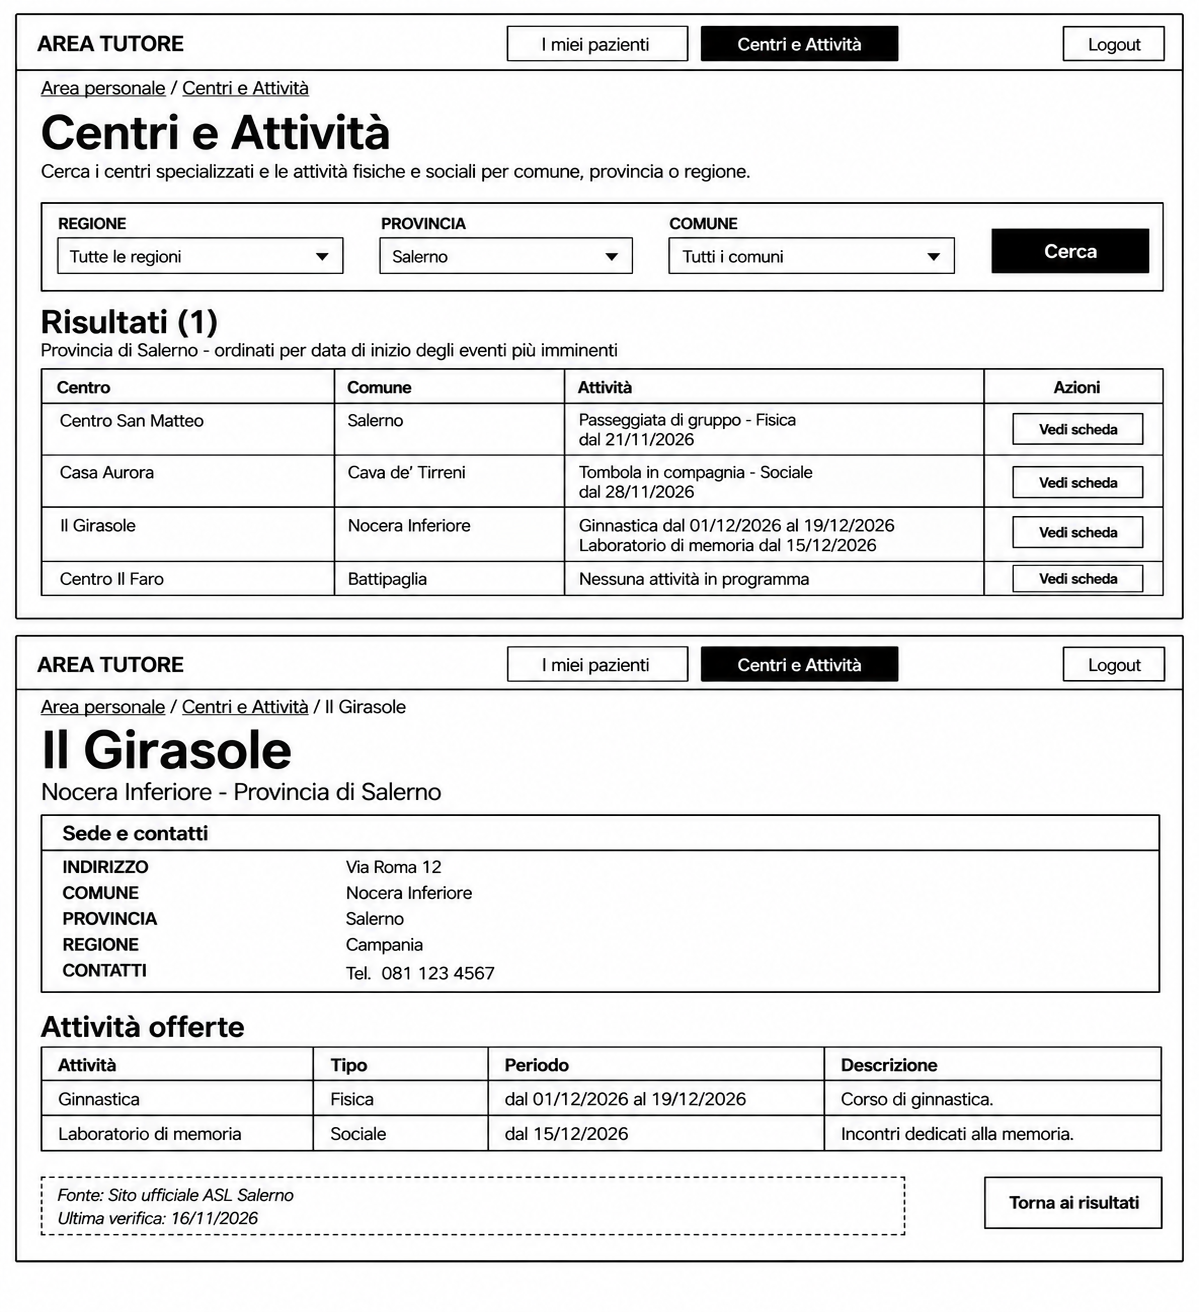 AREA TUTORE
I miei pazienti
Centri e Attività
Logout
Area personale / Centri e Attività
Centri e Attività
Cerca i centri specializzati e le attività fisiche e sociali per comune, provincia o regione.
REGIONE PROVINCIA COMUNE
Tutte le regioni Salerno Tutti i comuni Cerca
Risultati (1)
Provincia di Salerno - ordinati per data di inizio degli eventi più imminenti
Centro Comune Attività Azioni
Centro San Matteo Salerno Passeggiata di gruppo - Fisica
dal 21/11/2026
Vedi scheda
Casa Aurora Cava de’ Tirreni Tombola in compagnia - Sociale
dal 28/11/2026
Vedi scheda
Il Girasole Nocera Inferiore Ginnastica dal 01/12/2026 al 19/12/2026
Laboratorio di memoria dal 15/12/2026
Vedi scheda
Centro Il Faro Battipaglia Nessuna attività in programma Vedi scheda
AREA TUTORE
I miei pazienti
Centri e Attività
Logout
Area personale / Centri e Attività / Il Girasole
Il Girasole
Nocera Inferiore - Provincia di Salerno
Sede e contatti
INDIRIZZO Via Roma 12
COMUNE Nocera Inferiore
PROVINCIA Salerno
REGIONE Campania
CONTATTI Tel. 081 123 4567
Attività offerte
Attività Tipo Periodo Descrizione
Ginnastica Fisica dal 01/12/2026 al 19/12/2026 Corso di ginnastica.
Laboratorio di memoria Sociale dal 15/12/2026 Incontri dedicati alla memoria.
Fonte: Sito ufficiale ASL Salerno
Ultima verifica: 16/11/2026
Torna ai risultati